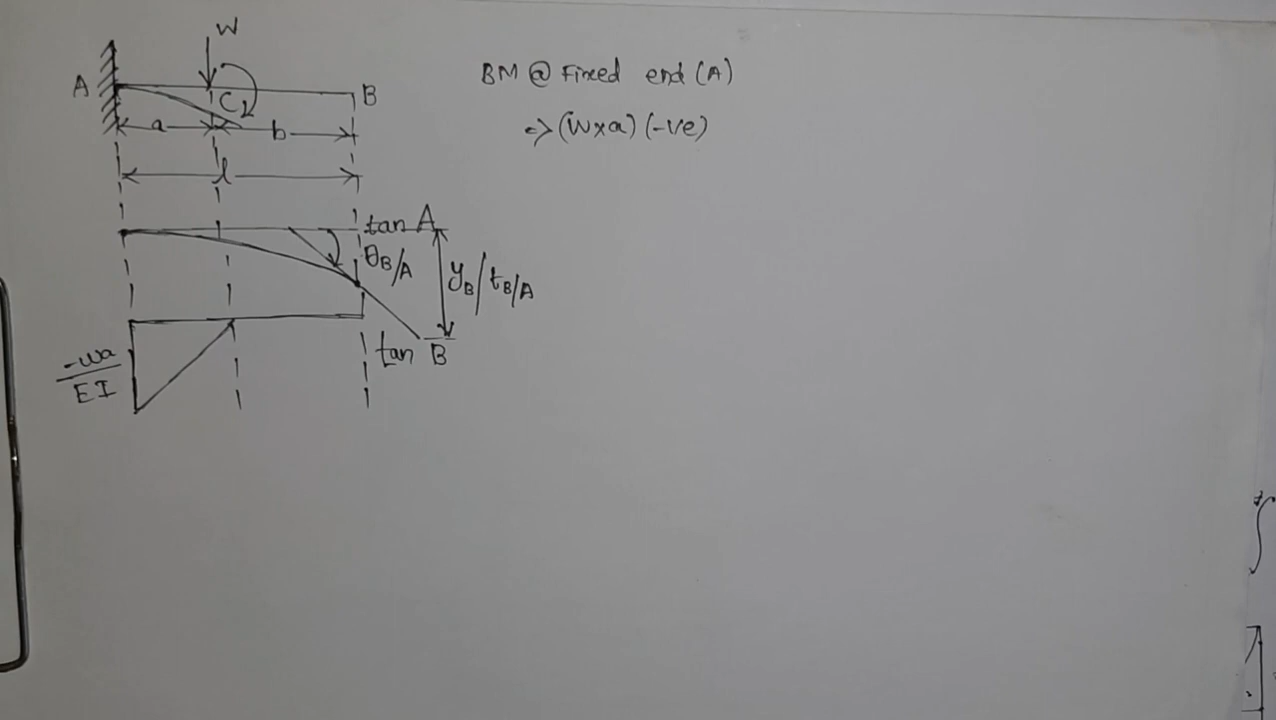 W
BM @ Fixed end (A)
A
C
B
=> (W×a) (-ve)
a
b
l
tan A
θB/A
yB/tB/A
-wa
EI
tan B